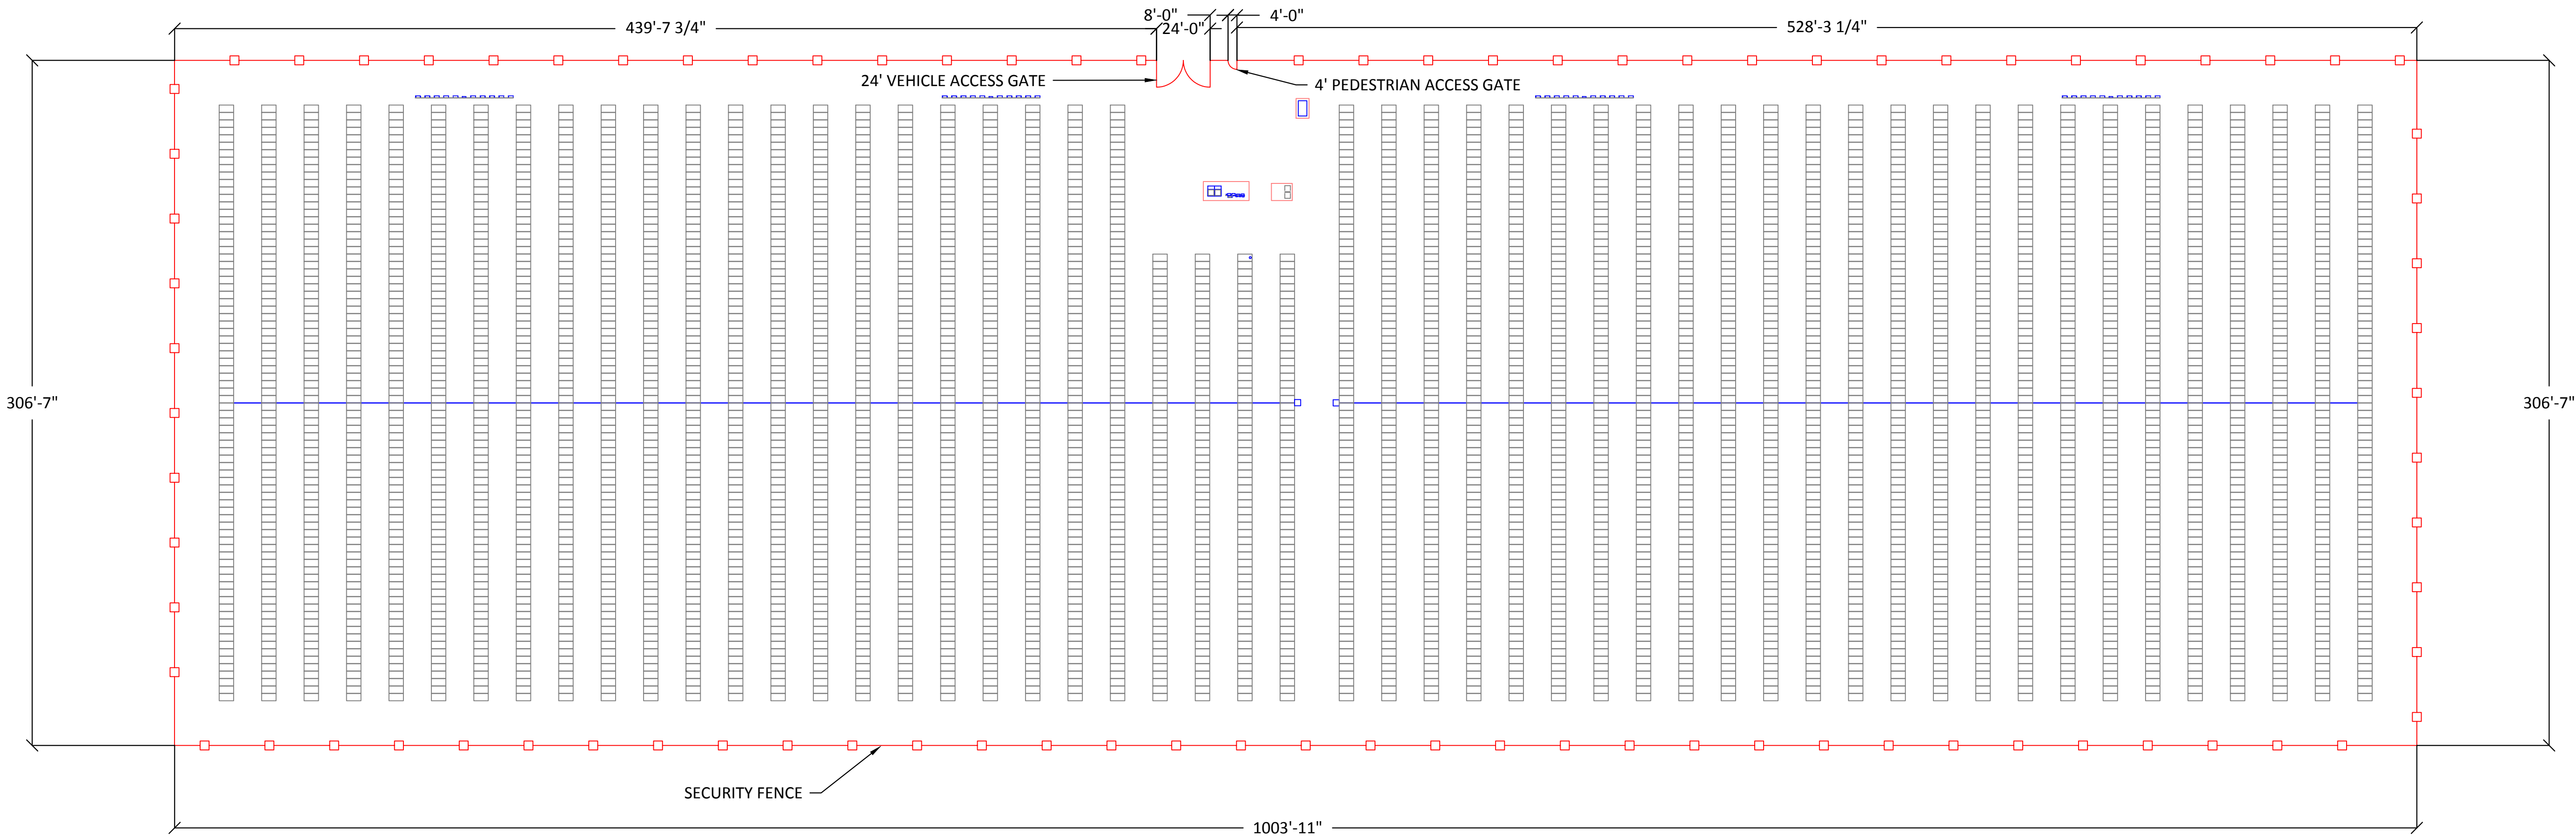 8'-0"
4'-0"
439'-7 3/4"
24'-0"
528'-3 1/4"
24' VEHICLE ACCESS GATE
4' PEDESTRIAN ACCESS GATE
306'-7"
306'-7"
SECURITY FENCE
1003'-11"